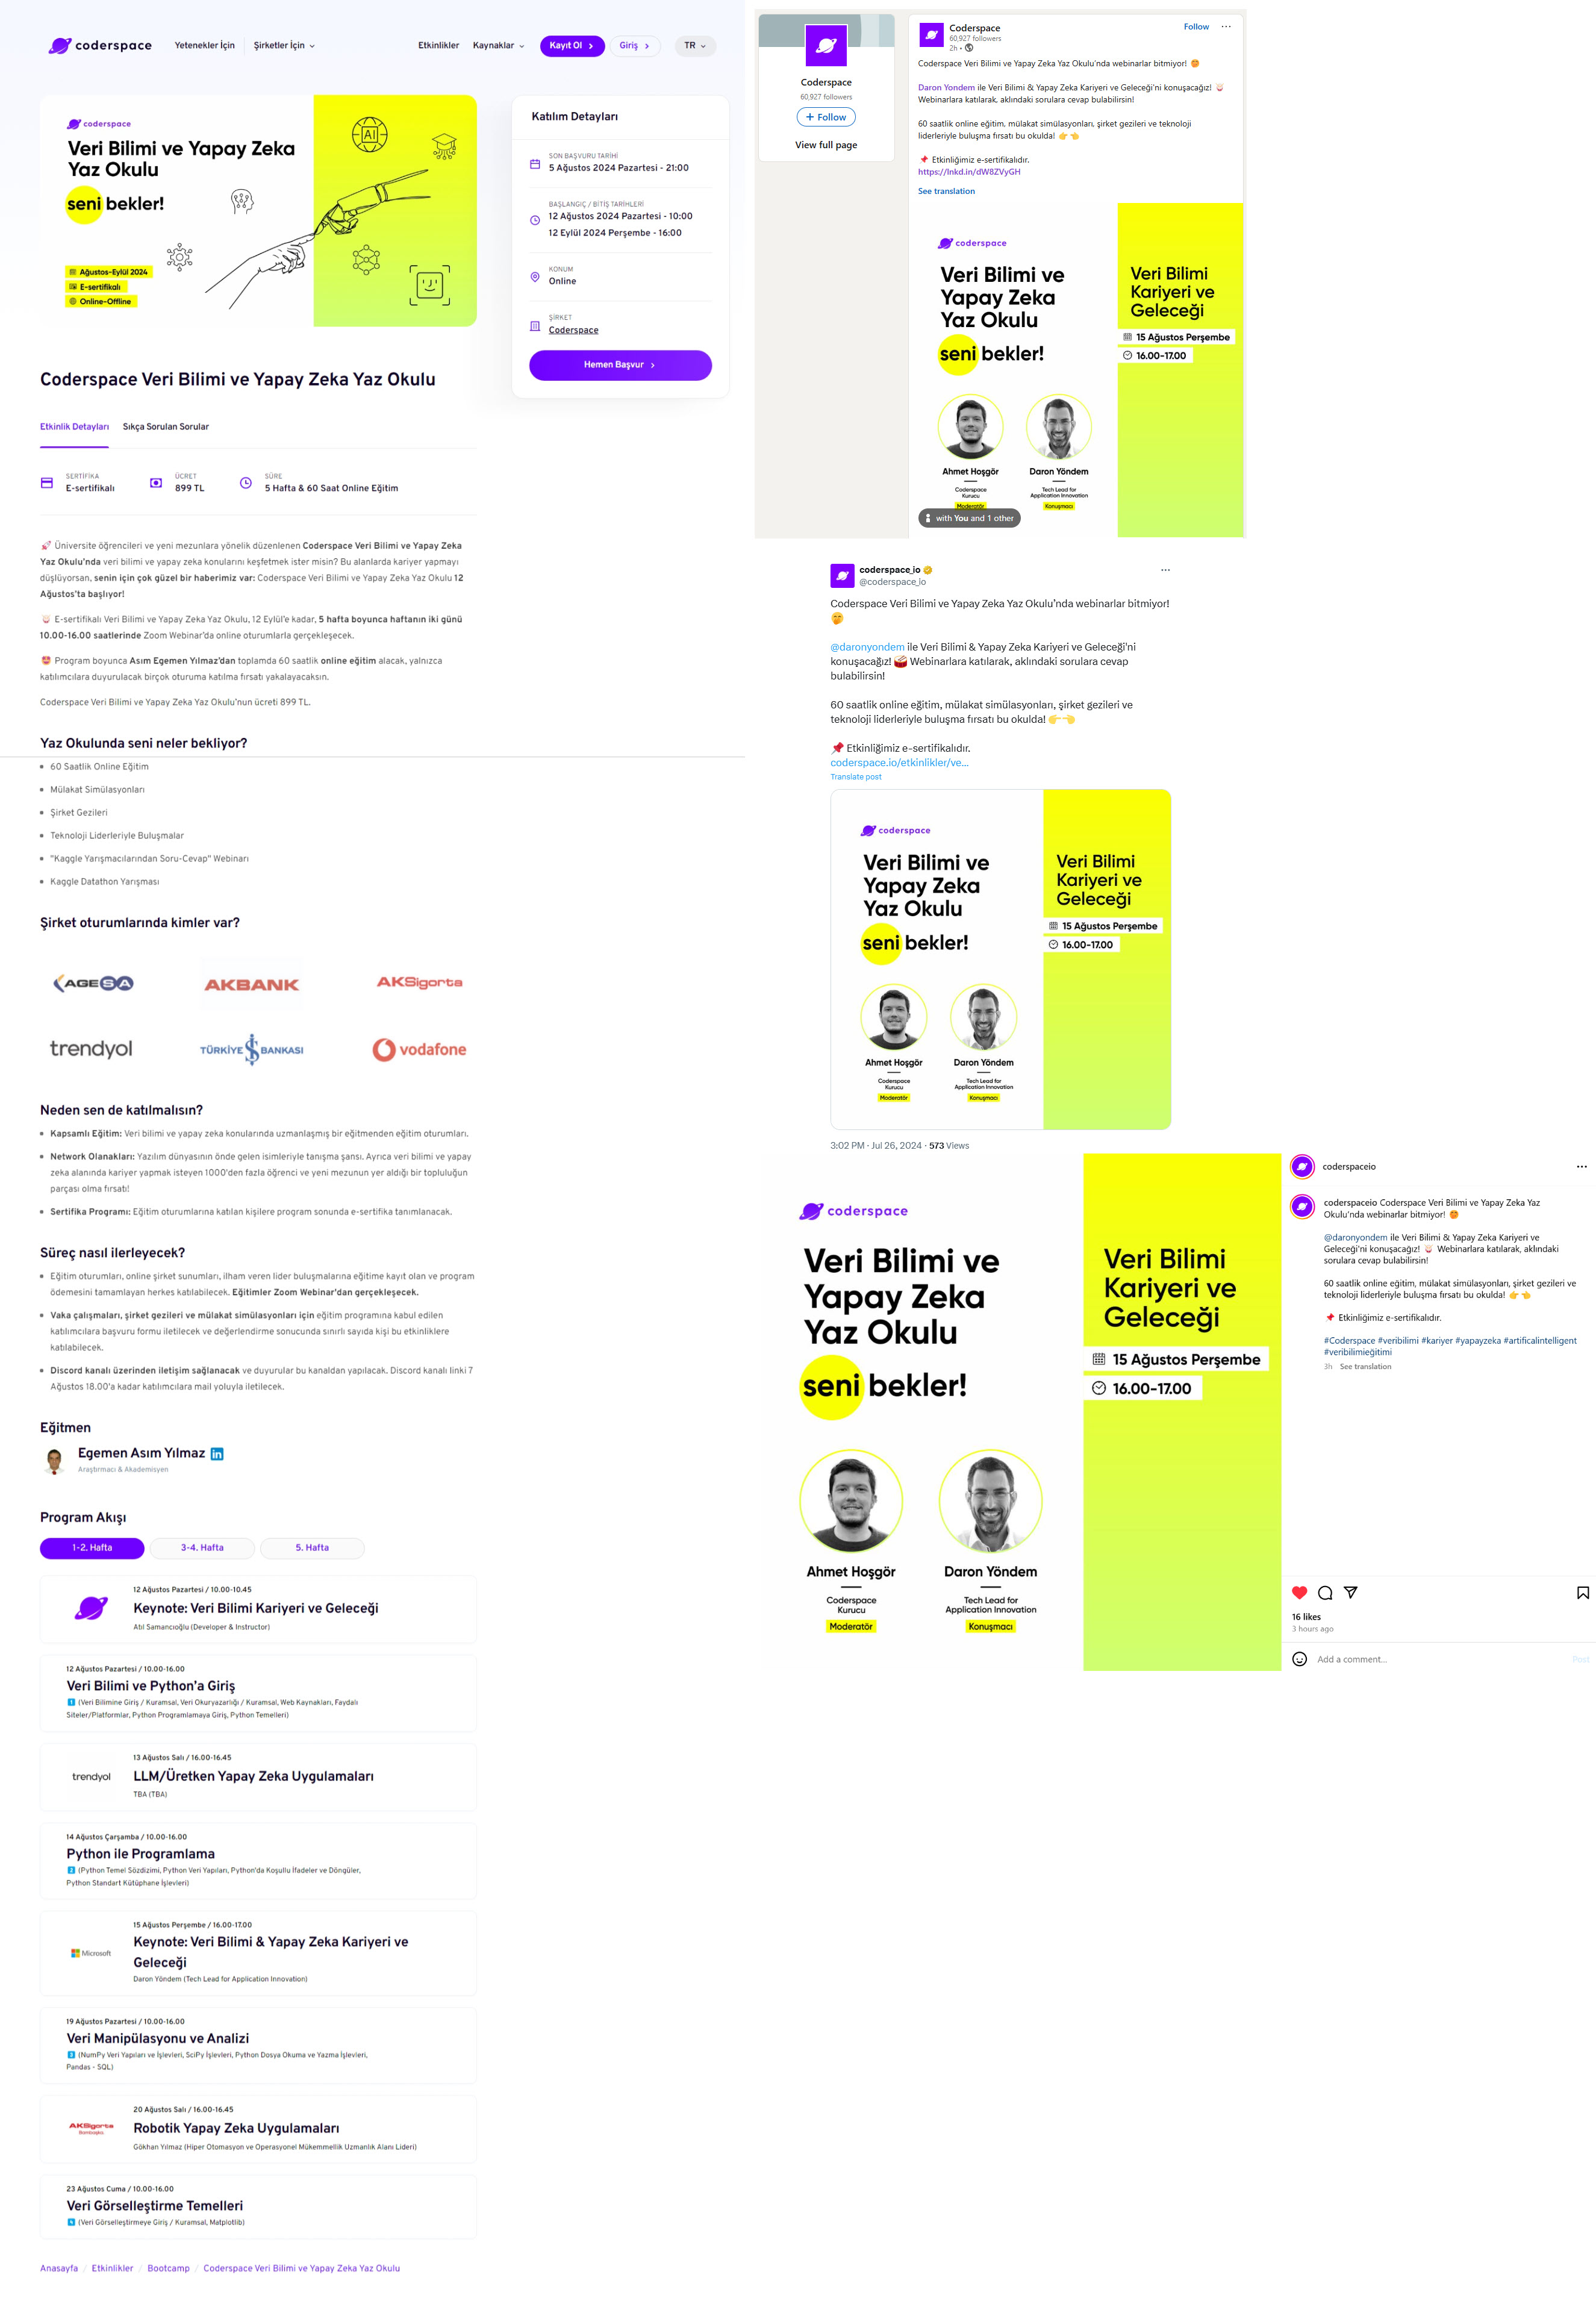 coderspace
Yetenekler İçin
Şirketler İçin
Etkinlikler
Kaynaklar
Kayıt Ol
Giriş
TR
coderspace
Veri Bilimi ve Yapay Zeka
Yaz Okulu
seni bekler!
AI
Ağustos-Eylül 2024
E-sertifikalı
Online-Offline
Katılım Detayları
SON BAŞVURU TARİHİ
5 Ağustos 2024 Pazartesi - 21:00
BAŞLANGIÇ / BİTİŞ TARİHLERİ
12 Ağustos 2024 Pazartesi - 10:00
12 Eylül 2024 Perşembe - 16:00
KONUM
Online
ŞİRKET
Coderspace
Hemen Başvur
Coderspace Veri Bilimi ve Yapay Zeka Yaz Okulu
Etkinlik Detayları
Sıkça Sorulan Sorular
SERTİFİKA
E-sertifikalı
ÜCRET
899 TL
SÜRE
5 Hafta & 60 Saat Online Eğitim
🚀 Üniversite öğrencileri ve yeni mezunlara yönelik düzenlenen Coderspace Veri Bilimi ve Yapay Zeka
Yaz Okulu'nda veri bilimi ve yapay zeka konularını keşfetmek ister misin? Bu alanlarda kariyer yapmayı
düşlüyorsan, senin için çok güzel bir haberimiz var: Coderspace Veri Bilimi ve Yapay Zeka Yaz Okulu 12
Ağustos'ta başlıyor!
🥁 E-sertifikalı Veri Bilimi ve Yapay Zeka Yaz Okulu, 12 Eylül'e kadar, 5 hafta boyunca haftanın iki günü
10.00-16.00 saatlerinde Zoom Webinar'da online oturumlarla gerçekleşecek.
🤩 Program boyunca Asım Egemen Yılmaz'dan toplamda 60 saatlik online eğitim alacak, yalnızca
katılımcılara duyurulacak birçok oturuma katılma fırsatı yakalayacaksın.
Coderspace Veri Bilimi ve Yapay Zeka Yaz Okulu'nun ücreti 899 TL.
Yaz Okulunda seni neler bekliyor?
60 Saatlik Online Eğitim
Mülakat Simülasyonları
Şirket Gezileri
Teknoloji Liderleriyle Buluşmalar
"Kaggle Yarışmacılarından Soru-Cevap" Webinarı
Kaggle Datathon Yarışması
Şirket oturumlarında kimler var?
AGESA
AKBANK
AKSigorta
trendyol
TÜRKİYE İŞ BANKASI
vodafone
Neden sen de katılmalısın?
Kapsamlı Eğitim: Veri bilimi ve yapay zeka konularında uzmanlaşmış bir eğitmenden eğitim oturumları.
Network Olanakları: Yazılım dünyasının önde gelen isimleriyle tanışma şansı. Ayrıca veri bilimi ve yapay
zeka alanında kariyer yapmak isteyen 1000'den fazla öğrenci ve yeni mezunun yer aldığı bir topluluğun
parçası olma fırsatı!
Sertifika Programı: Eğitim oturumlarına katılan kişilere program sonunda e-sertifika tanımlanacak.
Süreç nasıl ilerleyecek?
Eğitim oturumları, online şirket sunumları, ilham veren lider buluşmalarına eğitime kayıt olan ve program
ödemesini tamamlayan herkes katılabilecek. Eğitimler Zoom Webinar'dan gerçekleşecek.
Vaka çalışmaları, şirket gezileri ve mülakat simülasyonları için eğitim programına kabul edilen
katılımcılara başvuru formu iletilecek ve değerlendirme sonucunda sınırlı sayıda kişi bu etkinliklere
katılabilecek.
Discord kanalı üzerinden iletişim sağlanacak ve duyurular bu kanaldan yapılacak. Discord kanalı linki 7
Ağustos 18.00'a kadar katılımcılara mail yoluyla iletilecek.
Eğitmen
Egemen Asım Yılmaz in
Araştırmacı & Akademisyen
Program Akışı
1-2. Hafta
3-4. Hafta
5. Hafta
12 Ağustos Pazartesi / 10.00-10.45
Keynote: Veri Bilimi Kariyeri ve Geleceği
Atıl Samancıoğlu (Developer & Instructor)
12 Ağustos Pazartesi / 10.00-16.00
Veri Bilimi ve Python'a Giriş
1 (Veri Bilimine Giriş / Kuramsal, Veri Okuryazarlığı / Kuramsal, Web Kaynakları, Faydalı
Siteler/Platformlar, Python Programlamaya Giriş, Python Temelleri)
13 Ağustos Salı / 16.00-16.45
trendyol
LLM/Üretken Yapay Zeka Uygulamaları
TBA (TBA)
14 Ağustos Çarşamba / 10.00-16.00
Python ile Programlama
2 (Python Temel Sözdizimi, Python Veri Yapıları, Python'da Koşullu İfadeler ve Döngüler,
Python Standart Kütüphane İşlevleri)
15 Ağustos Perşembe / 16.00-17.00
Microsoft
Keynote: Veri Bilimi & Yapay Zeka Kariyeri ve
Geleceği
Daron Yöndem (Tech Lead for Application Innovation)
19 Ağustos Pazartesi / 10.00-16.00
Veri Manipülasyonu ve Analizi
3 (NumPy Veri Yapıları ve İşlevleri, SciPy İşlevleri, Python Dosya Okuma ve Yazma İşlevleri,
Pandas - SQL)
20 Ağustos Salı / 16.00-16.45
AKSigorta
Robotik Yapay Zeka Uygulamaları
Gökhan Yılmaz (Hiper Otomasyon ve Operasyonel Mükemmellik Uzmanlık Alanı Lideri)
23 Ağustos Cuma / 10.00-16.00
Veri Görselleştirme Temelleri
4 (Veri Görselleştirmeye Giriş / Kuramsal, Matplotlib)
Anasayfa / Etkinlikler / Bootcamp / Coderspace Veri Bilimi ve Yapay Zeka Yaz Okulu
Coderspace
60,927 followers
+ Follow
View full page
Coderspace
60,927 followers
2h •
Follow
Coderspace Veri Bilimi ve Yapay Zeka Yaz Okulu'nda webinarlar bitmiyor! 🤭
Daron Yondem ile Veri Bilimi & Yapay Zeka Kariyeri ve Geleceği'ni konuşacağız! 🥁
Webinarlara katılarak, aklındaki sorulara cevap bulabilirsin!
60 saatlik online eğitim, mülakat simülasyonları, şirket gezileri ve teknoloji
liderleriyle buluşma fırsatı bu okulda! 👉👈
📌 Etkinliğimiz e-sertifikalıdır.
https://lnkd.in/dW8ZVyGH
See translation
coderspace
Veri Bilimi ve
Yapay Zeka
Yaz Okulu
seni bekler!
Veri Bilimi
Kariyeri ve
Geleceği
15 Ağustos Perşembe
16.00-17.00
Ahmet Hoşgör
Coderspace
Kurucu
Moderatör
Daron Yöndem
Tech Lead for
Application Innovation
Konuşmacı
with You and 1 other
coderspace_io
@coderspace_io
Coderspace Veri Bilimi ve Yapay Zeka Yaz Okulu'nda webinarlar bitmiyor!
🤭
@daronyondem ile Veri Bilimi & Yapay Zeka Kariyeri ve Geleceği'ni
konuşacağız! 🥁 Webinarlara katılarak, aklındaki sorulara cevap
bulabilirsin!
60 saatlik online eğitim, mülakat simülasyonları, şirket gezileri ve
teknoloji liderleriyle buluşma fırsatı bu okulda! 👉👈
📌 Etkinliğimiz e-sertifikalıdır.
coderspace.io/etkinlikler/ve...
Translate post
coderspace
Veri Bilimi ve
Yapay Zeka
Yaz Okulu
seni bekler!
Veri Bilimi
Kariyeri ve
Geleceği
15 Ağustos Perşembe
16.00-17.00
Ahmet Hoşgör
Coderspace
Kurucu
Moderatör
Daron Yöndem
Tech Lead for
Application Innovation
Konuşmacı
3:02 PM · Jul 26, 2024 · 573 Views
coderspace
Veri Bilimi ve
Yapay Zeka
Yaz Okulu
seni bekler!
Veri Bilimi
Kariyeri ve
Geleceği
15 Ağustos Perşembe
16.00-17.00
Ahmet Hoşgör
Coderspace
Kurucu
Moderatör
Daron Yöndem
Tech Lead for
Application Innovation
Konuşmacı
coderspaceio
coderspaceio Coderspace Veri Bilimi ve Yapay Zeka Yaz
Okulu'nda webinarlar bitmiyor! 🤭
@daronyondem ile Veri Bilimi & Yapay Zeka Kariyeri ve
Geleceği'ni konuşacağız! 🥁 Webinarlara katılarak, aklındaki
sorulara cevap bulabilirsin!
60 saatlik online eğitim, mülakat simülasyonları, şirket gezileri ve
teknoloji liderleriyle buluşma fırsatı bu okulda! 👉👈
📌 Etkinliğimiz e-sertifikalıdır.
#Coderspace #veribilimi #kariyer #yapayzeka #artificalintelligent
#veribilimieğitimi
3h See translation
16 likes
3 hours ago
Add a comment...
Post